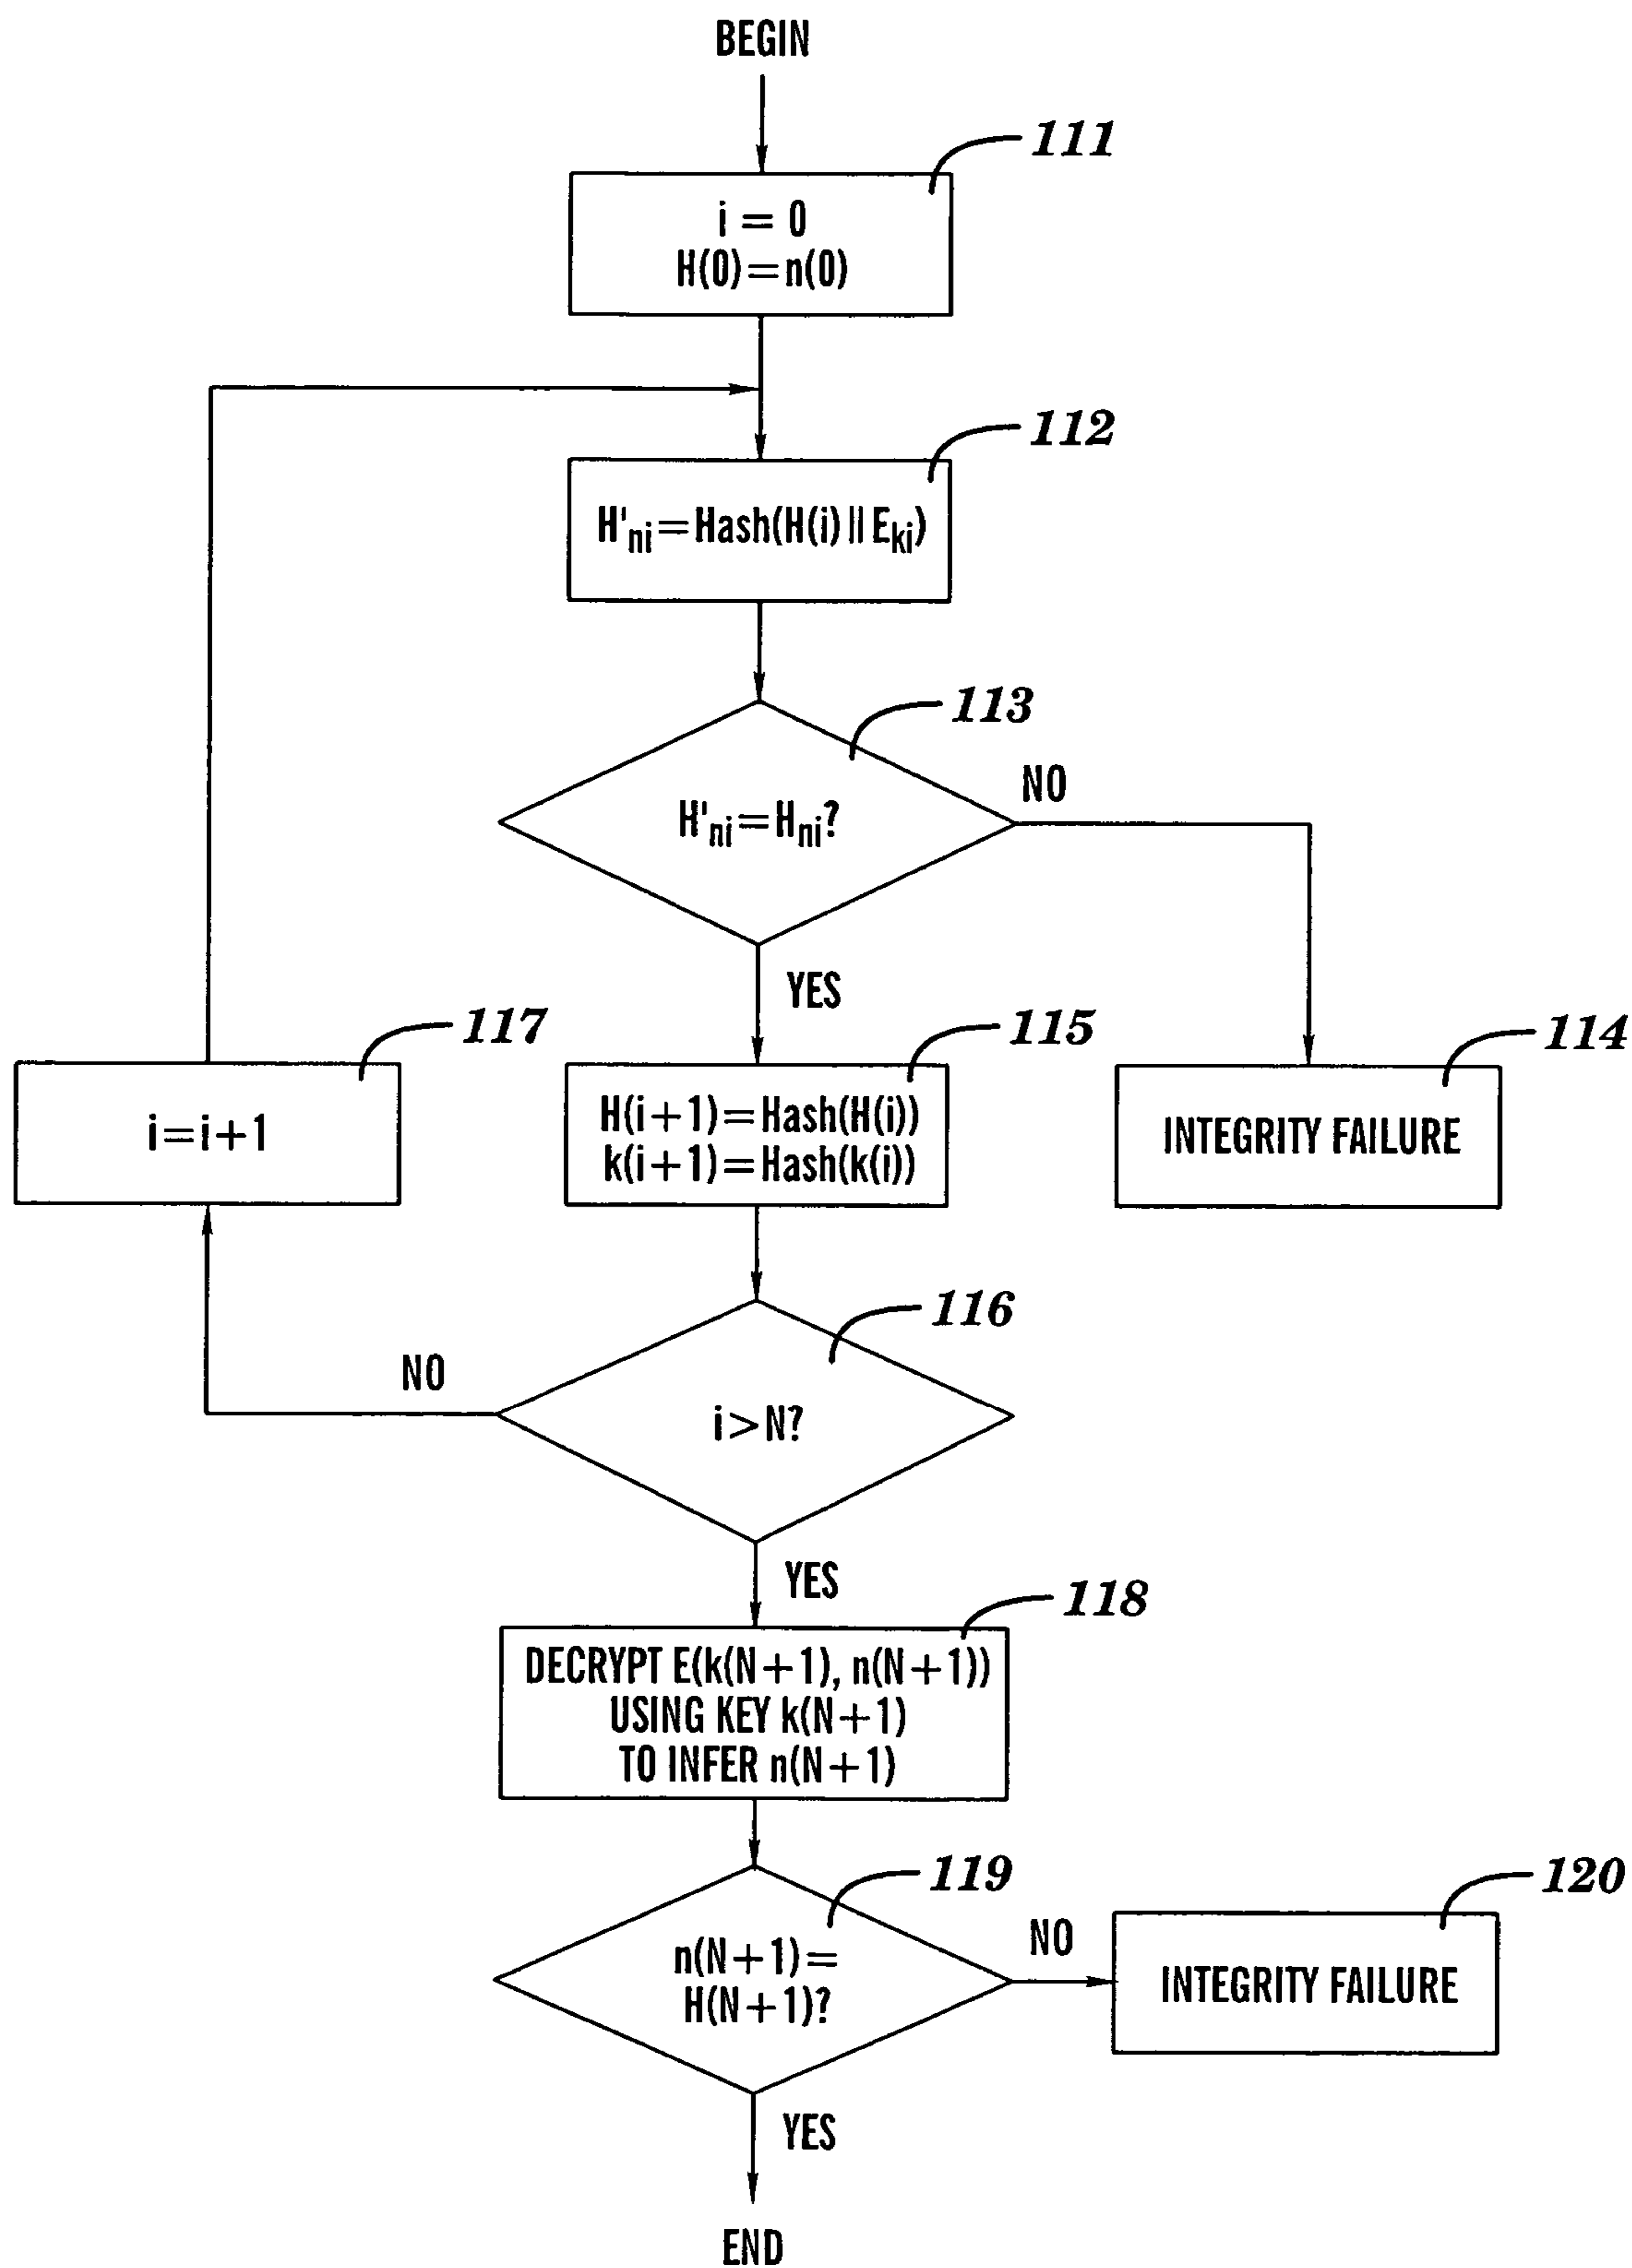 BEGIN
111
i = 0
H(0)=n(0)
112
H'ni=Hash(H(i)||Eki)
113
H'ni=Hni?
NO
YES
117
i=i+1
115
H(i+1)=Hash(H(i))
k(i+1)=Hash(k(i))
114
INTEGRITY FAILURE
116
i>N?
NO
YES
118
DECRYPT E(k(N+1), n(N+1))
USING KEY k(N+1)
TO INFER n(N+1)
119
n(N+1)=
H(N+1)?
NO
120
INTEGRITY FAILURE
YES
END